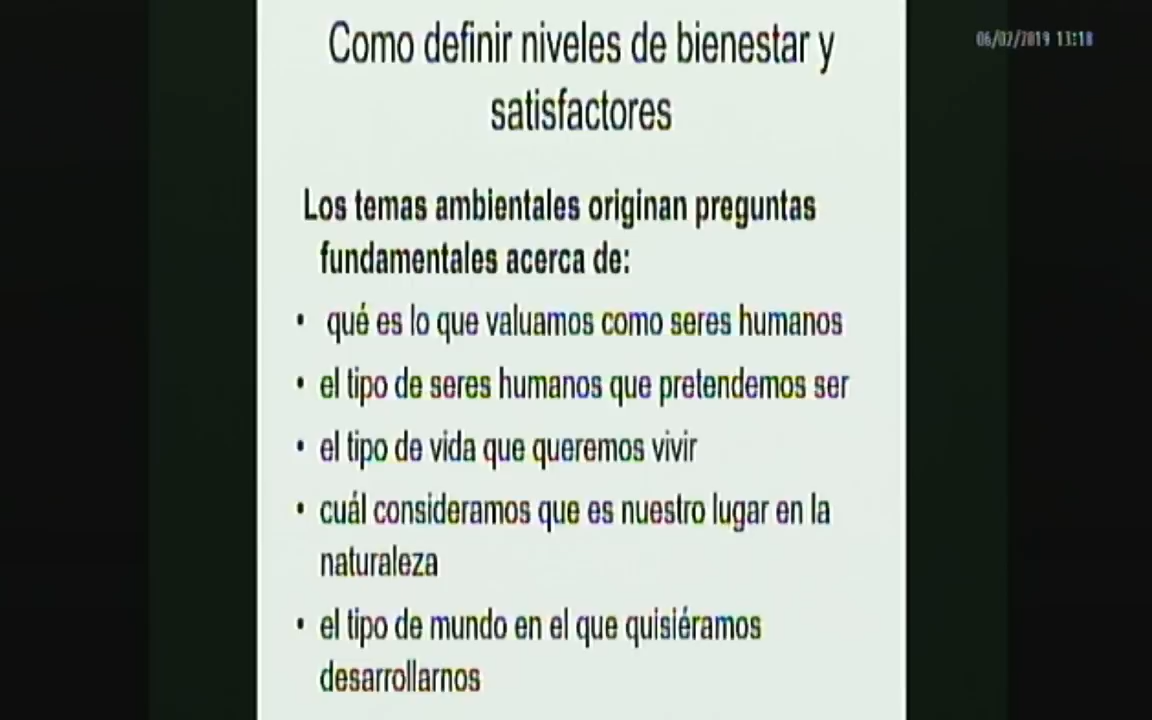 Como definir niveles de bienestar y
satisfactores
06/02/2019 13:18
Los temas ambientales originan preguntas
fundamentales acerca de:
• qué es lo que valuamos como seres humanos
• el tipo de seres humanos que pretendemos ser
• el tipo de vida que queremos vivir
• cuál consideramos que es nuestro lugar en la
naturaleza
• el tipo de mundo en el que quisiéramos
desarrollarnos